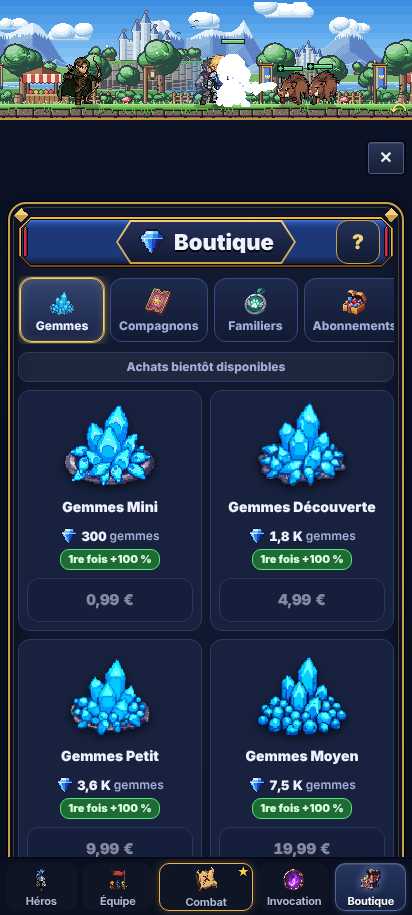 ×
Boutique
?
Gemmes
Compagnons
Familiers
Abonnements
Achats bientôt disponibles
Gemmes Mini
300 gemmes
1re fois +100 %
0,99 €
Gemmes Découverte
1,8 K gemmes
1re fois +100 %
4,99 €
Gemmes Petit
3,6 K gemmes
1re fois +100 %
9,99 €
Gemmes Moyen
7,5 K gemmes
1re fois +100 %
19,99 €
Héros
Équipe
Combat
Invocation
Boutique